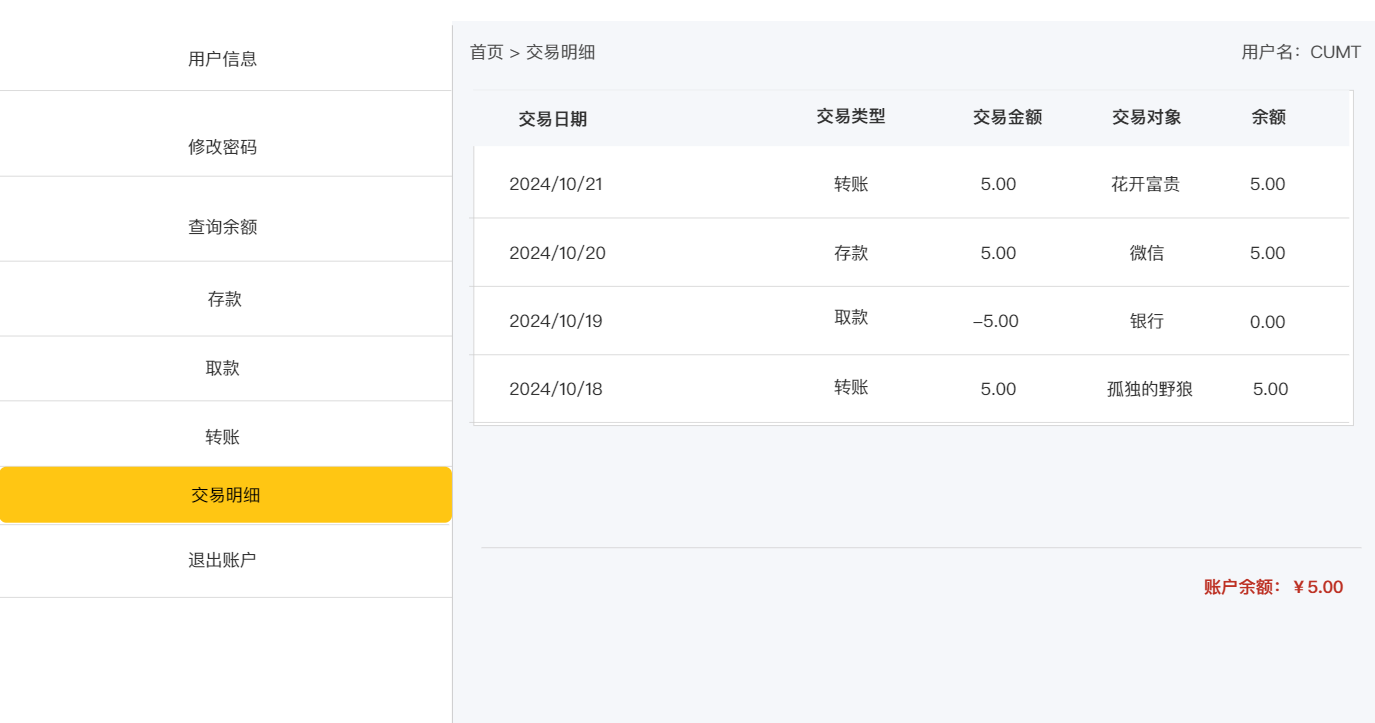 用户信息
修改密码
查询余额
存款
取款
转账
交易明细
退出账户
首页 > 交易明细
用户名：CUMT
交易日期 交易类型 交易金额 交易对象 余额
2024/10/21 转账 5.00 花开富贵 5.00
2024/10/20 存款 5.00 微信 5.00
2024/10/19 取款 –5.00 银行 0.00
2024/10/18 转账 5.00 孤独的野狼 5.00
账户余额：￥5.00